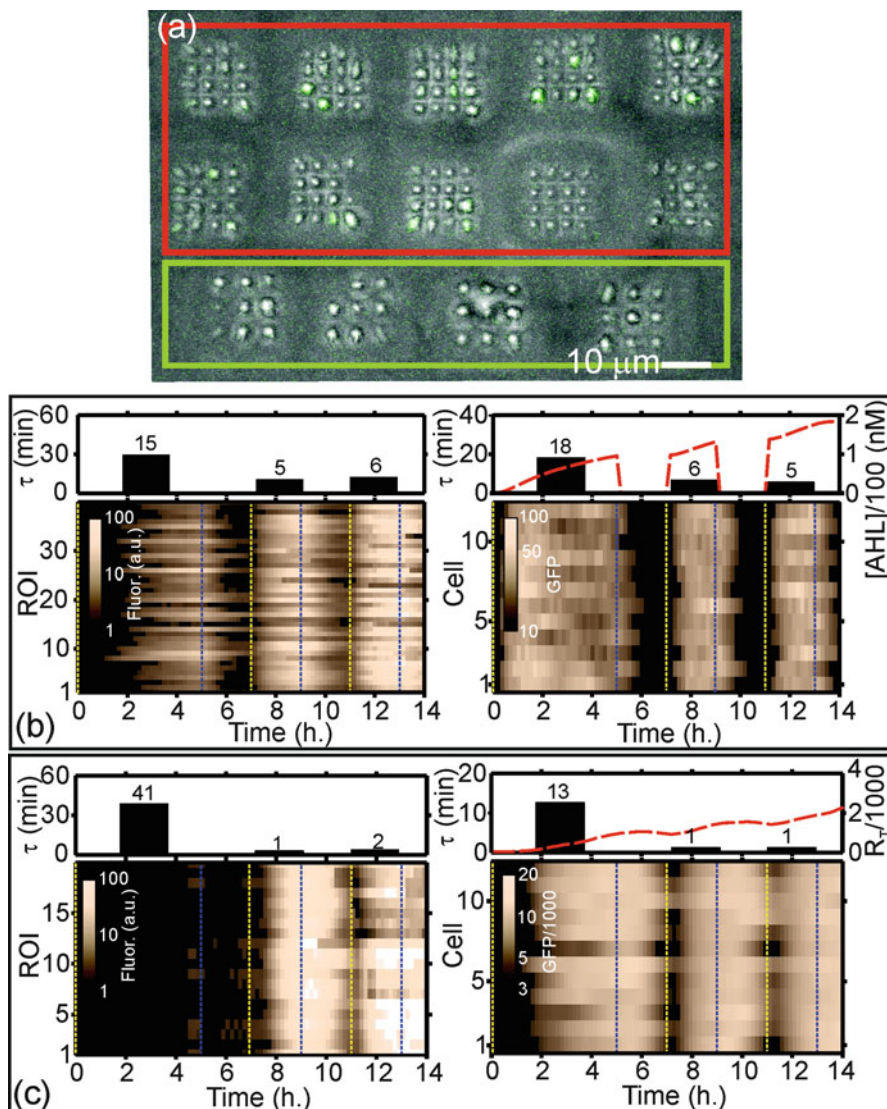 (a)
10 μm
60
30
0
τ (min)
15
5
6
40
20
0
τ (min)
18
6
5
2
1
0
[AHL]/100 (nM)
30
20
10
1
ROI
100
10
1
Fluor. (a.u.)
0 2 4 6 8 10 12 14
Time (h.)
10
5
1
Cell
100
50
10
GFP
0 2 4 6 8 10 12 14
Time (h.)
(b)
60
30
0
τ (min)
41
1
2
20
10
0
τ (min)
13
1
1
4
2
0
R_T/1000
15
10
5
1
ROI
100
10
1
Fluor. (a.u.)
0 2 4 6 8 10 12 14
Time (h.)
10
5
1
Cell
20
10
5
3
GFP/1000
0 2 4 6 8 10 12 14
Time (h.)
(c)